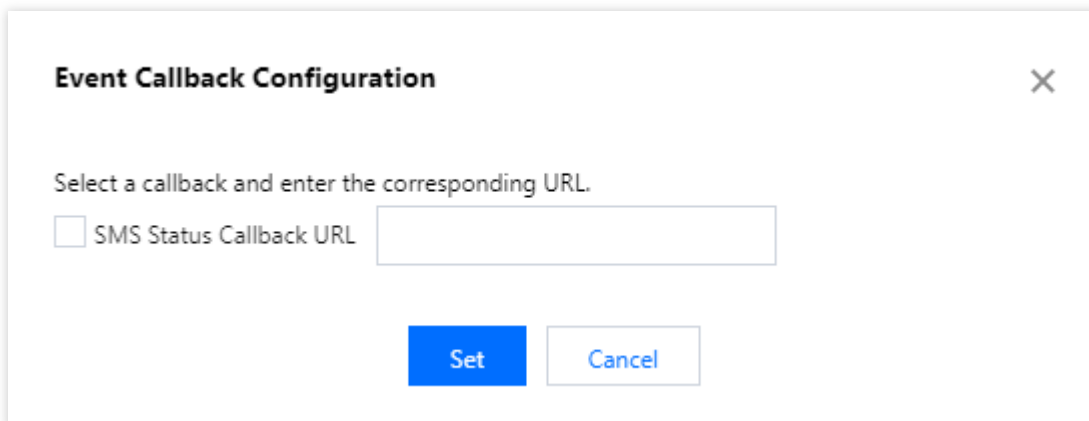 Event Callback Configuration
Select a callback and enter the corresponding URL.
SMS Status Callback URL
Set Cancel